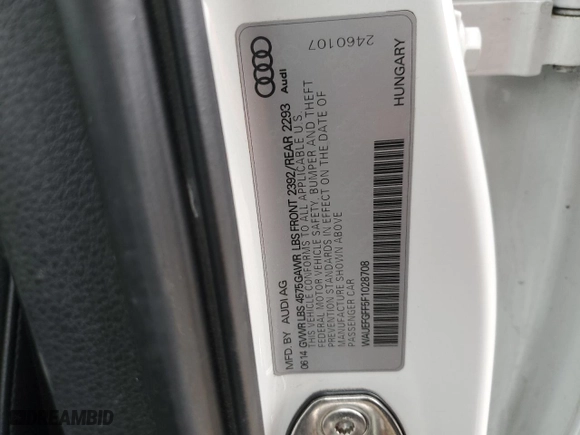 2460107
Audi
HUNGARY
MFD. BY AUDI AG
06 14 GVWR LBS 4575 GAWR LBS FRONT 2392/REAR 2293
THIS VEHICLE CONFORMS TO ALL APPLICABLE U S
FEDERAL MOTOR VEHICLE SAFETY, BUMPER AND THEFT
PREVENTION STANDARDS IN EFFECT ON THE DATE OF
MANUFACTURE SHOWN ABOVE
PASSENGER CAR
WAUEFGFF5F1028708
DREAMBID